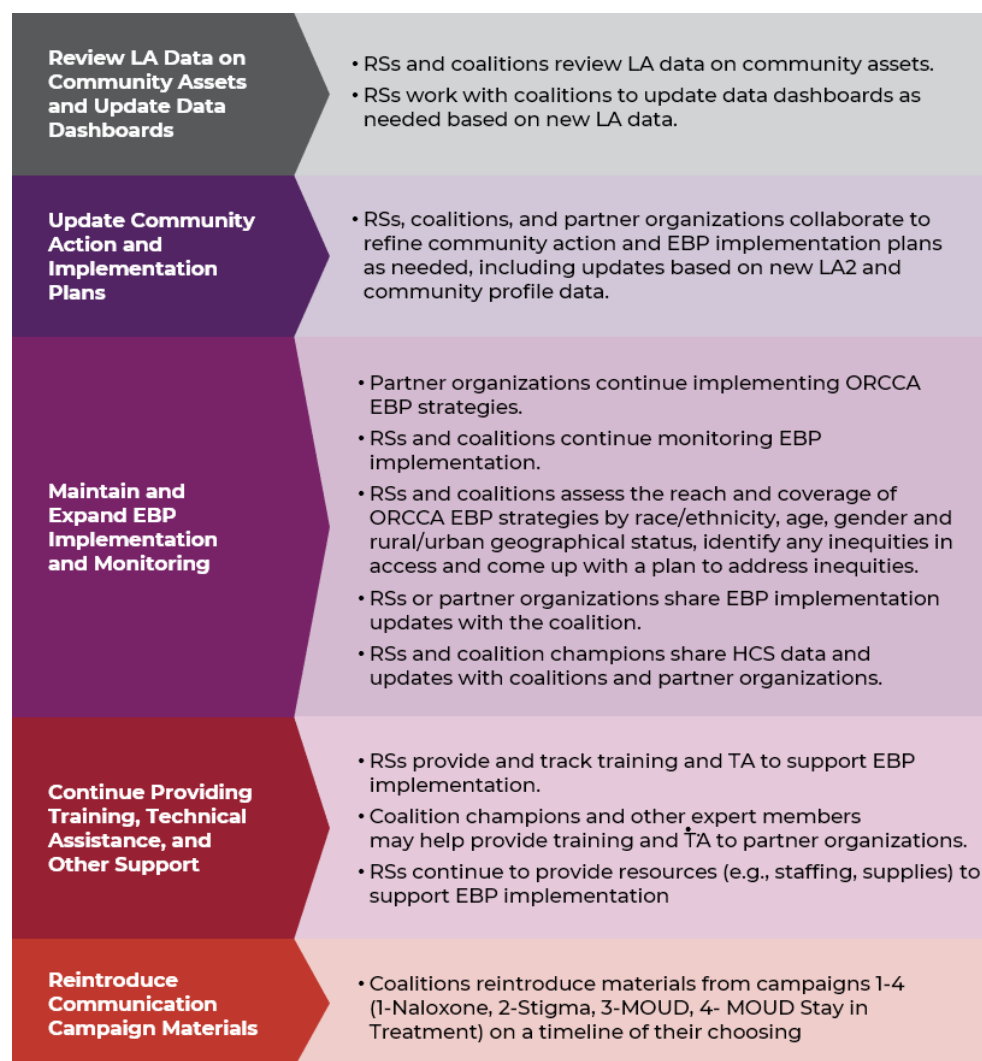 Review LA Data on
Community Assets
and Update Data
Dashboards
• RSs and coalitions review LA data on community assets.
• RSs work with coalitions to update data dashboards as
needed based on new LA data.
Update Community
Action and
Implementation
Plans
• RSs, coalitions, and partner organizations collaborate to
refine community action and EBP implementation plans
as needed, including updates based on new LA2 and
community profile data.
Maintain and
Expand EBP
Implementation
and Monitoring
• Partner organizations continue implementing ORCCA
EBP strategies.
• RSs and coalitions continue monitoring EBP
implementation.
• RSs and coalitions assess the reach and coverage of
ORCCA EBP strategies by race/ethnicity, age, gender and
rural/urban geographical status, identify any inequities in
access and come up with a plan to address inequities.
• RSs or partner organizations share EBP implementation
updates with the coalition.
• RSs and coalition champions share HCS data and
updates with coalitions and partner organizations.
Continue Providing
Training, Technical
Assistance, and
Other Support
• RSs provide and track training and TA to support EBP
implementation.
• Coalition champions and other expert members
may help provide training and TA to partner organizations.
• RSs continue to provide resources (e.g., staffing, supplies) to
support EBP implementation
Reintroduce
Communication
Campaign Materials
• Coalitions reintroduce materials from campaigns 1-4
(1-Naloxone, 2-Stigma, 3-MOUD, 4- MOUD Stay in
Treatment) on a timeline of their choosing